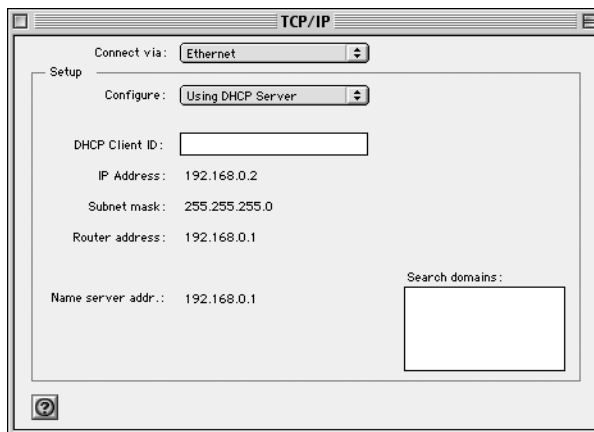 TCP/IP
Connect via: Ethernet
Setup
Configure: Using DHCP Server
DHCP Client ID:
IP Address: 192.168.0.2
Subnet mask: 255.255.255.0
Router address: 192.168.0.1
Search domains:
Name server addr.: 192.168.0.1
?